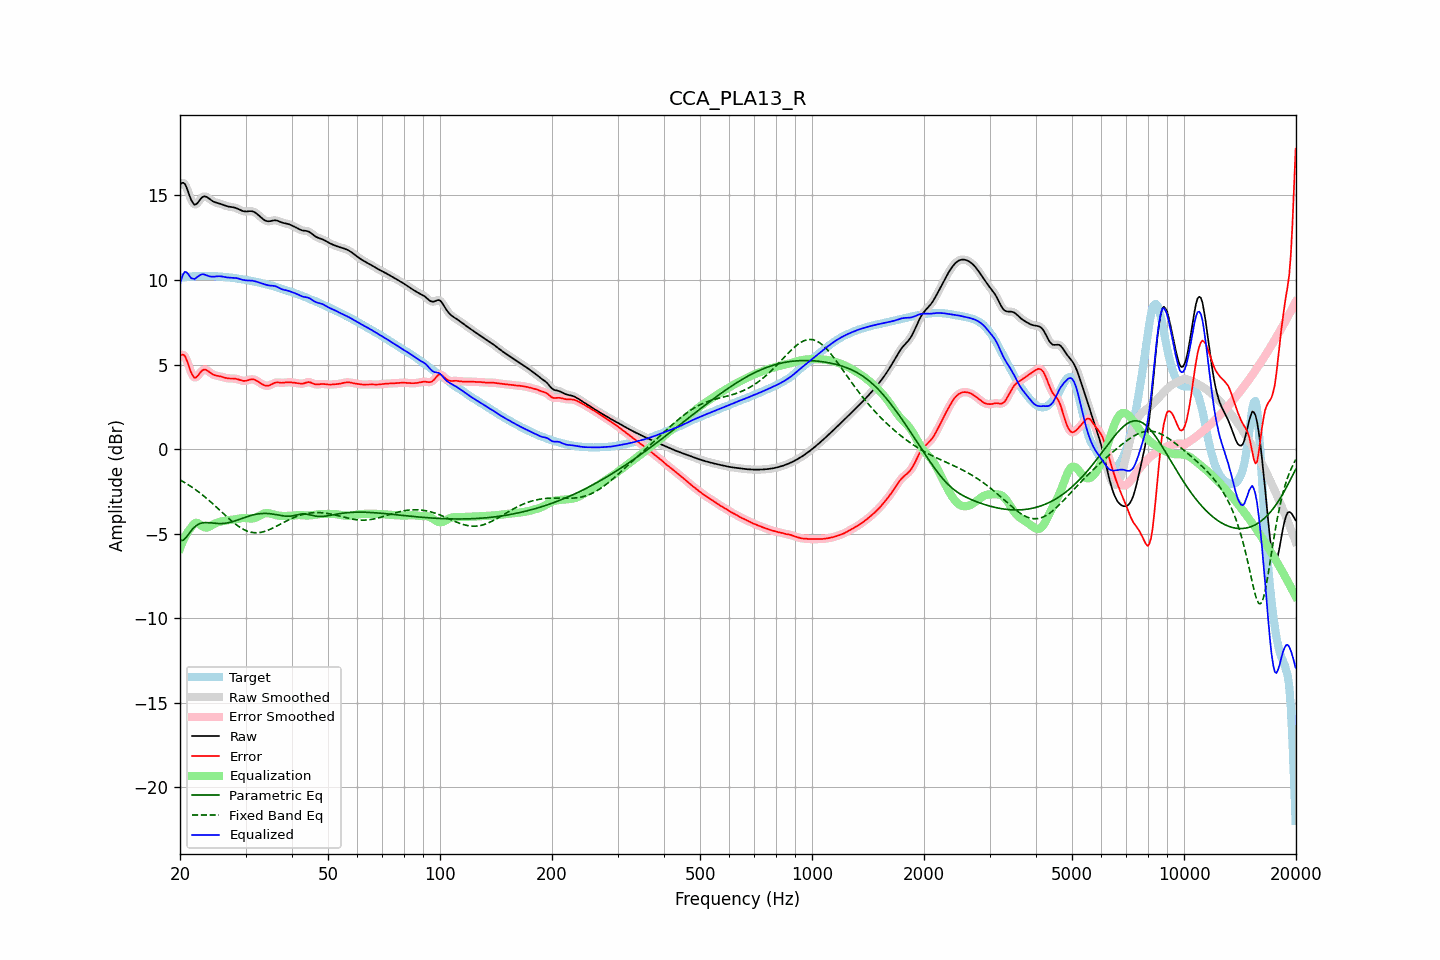 CCA_PLA13_R
Amplitude (dBr)
15
10
5
0
−5
−10
−15
−20
Target
Raw Smoothed
Error Smoothed
Raw
Error
Equalization
Parametric Eq
Fixed Band Eq
Equalized
20 50 100 200 500 1000 2000 5000 10000 20000
Frequency (Hz)